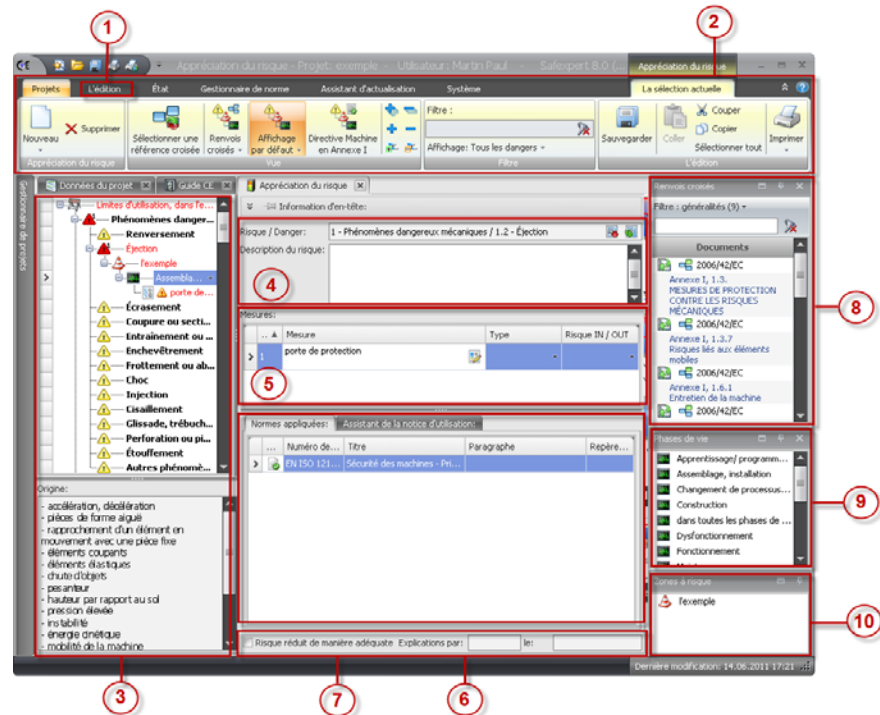 1
2
Appréciation du risque - Projet: exemple - Utilisateur: Martin Paul - Safexpert 8.0 (...
Appréciation du risque
Projets
L'édition
État
Gestionnaire de norme
Assistant d'actualisation
Système
La sélection actuelle
Nouveau
Supprimer
Appréciation du risque
Sélectionner une référence croisée
Renvois croisés
Affichage par défaut
Directive Machine en Annexe I
Vue
Filtre :
Affichage: Tous les dangers
Filtre
Sauvegarder
Coller
Couper
Copier
Sélectionner tout
Imprimer
L'édition
Gestionnaire de projets
Données du projet
Guide CE
Limites d'utilisation, dans l'e...
Phénomènes danger...
Renversement
Éjection
l'exemple
Assembla...
porte de...
Écrasement
Coupure ou secti...
Entraînement ou ...
Enchevêtrement
Frottement ou ab...
Choc
Injection
Cisaillement
Glissade, trébuch...
Perforation ou pi...
Étouffement
Autres phénomè...
Origine:
- accélération, décélération
- pièces de forme aiguë
- rapprochement d'un élément en
mouvement avec une pièce fixe
- éléments coupants
- éléments élastiques
- chute d'objets
- pesanteur
- hauteur par rapport au sol
- pression élevée
- instabilité
- énergie cinétique
- mobilité de la machine
3
Appréciation du risque
Information d'en-tête:
Risque / Danger:
1 - Phénomènes dangereux mécaniques / 1.2 - Éjection
Description du risque:
4
Mesures:
... Mesure Type Risque IN / OUT
1 porte de protection
5
Normes appliquées:
Assistant de la notice d'utilisation:
... Numéro de... Titre Paragraphe Repère...
EN ISO 121... Sécurité des machines - Pri...
Risque réduit de manière adéquate Explications par: le:
7
6
Renvois croisés
Filtre : généralités (9)
Documents
2006/42/EC
Annexe I, 1.3.
MESURES DE PROTECTION
CONTRE LES RISQUES
MÉCANIQUES
2006/42/EC
Annexe I, 1.3.7
Risques liés aux éléments
mobiles
2006/42/EC
Annexe I, 1.6.1
Entretien de la machine
2006/42/EC
8
Phases de vie
Apprentissage/ programm...
Assemblage, installation
Changement de processus...
Construction
dans toutes les phases de ...
Dysfonctionnement
Fonctionnement
9
Zones à risque
l'exemple
10
Dernière modification: 14.06.2011 17:21